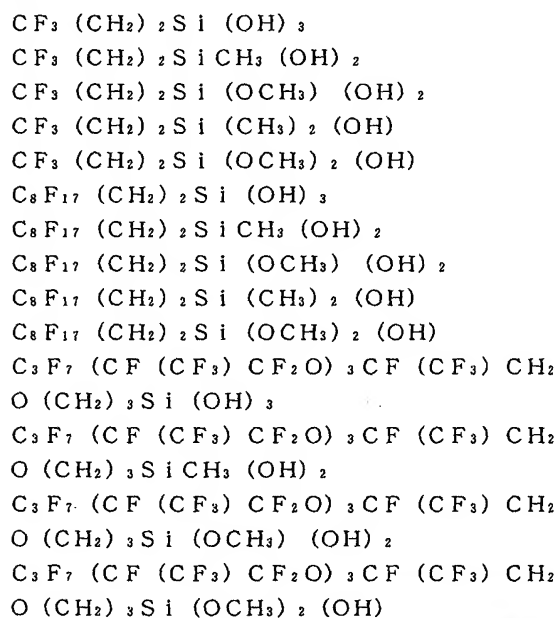 CF₃ (CH₂) ₂Si (OH) ₃
CF₃ (CH₂) ₂SiCH₃ (OH) ₂
CF₃ (CH₂) ₂Si (OCH₃) (OH) ₂
CF₃ (CH₂) ₂Si (CH₃) ₂ (OH)
CF₃ (CH₂) ₂Si (OCH₃) ₂ (OH)
C₈F₁₇ (CH₂) ₂Si (OH) ₃
C₈F₁₇ (CH₂) ₂SiCH₃ (OH) ₂
C₈F₁₇ (CH₂) ₂Si (OCH₃) (OH) ₂
C₈F₁₇ (CH₂) ₂Si (CH₃) ₂ (OH)
C₈F₁₇ (CH₂) ₂Si (OCH₃) ₂ (OH)
C₃F₇ (CF (CF₃) CF₂O) ₃CF (CF₃) CH₂
O (CH₂) ₃Si (OH) ₃
C₃F₇ (CF (CF₃) CF₂O) ₃CF (CF₃) CH₂
O (CH₂) ₃SiCH₃ (OH) ₂
C₃F₇ (CF (CF₃) CF₂O) ₃CF (CF₃) CH₂
O (CH₂) ₃Si (OCH₃) (OH) ₂
C₃F₇ (CF (CF₃) CF₂O) ₃CF (CF₃) CH₂
O (CH₂) ₃Si (OCH₃) ₂ (OH)